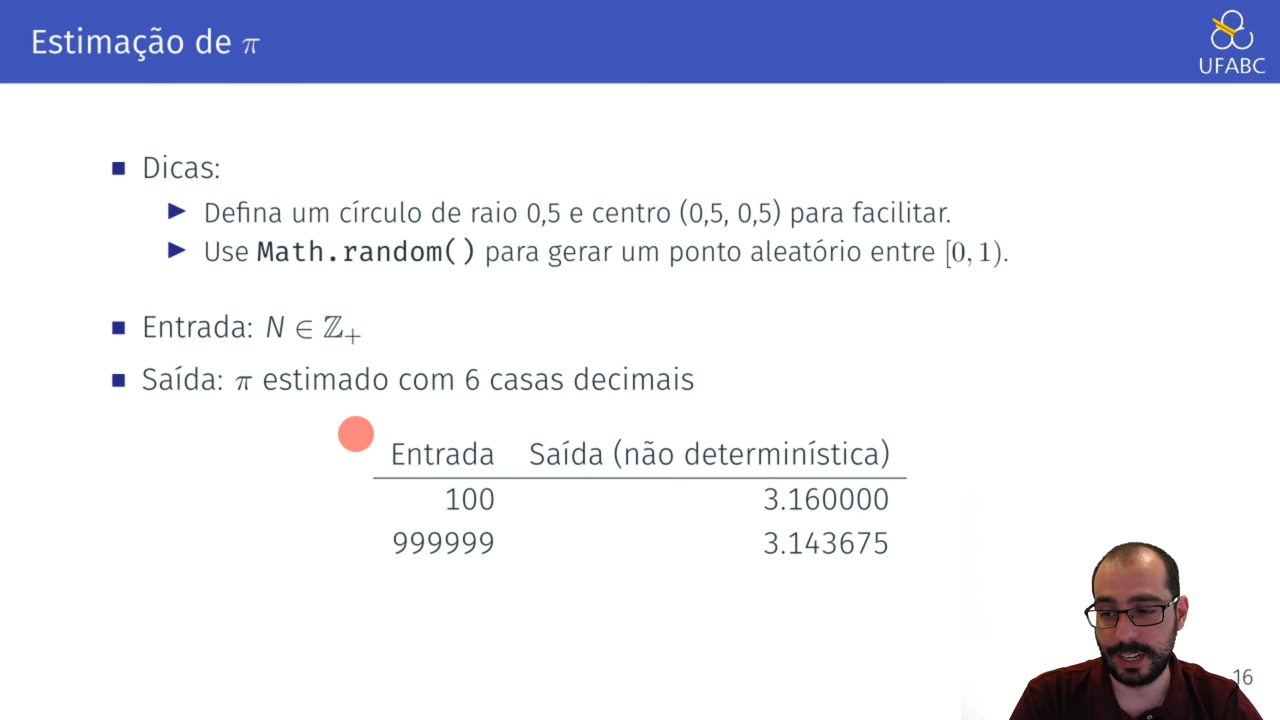 Estimação de π
UFABC
Dicas:
Defina um círculo de raio 0,5 e centro (0,5, 0,5) para facilitar.
Use Math.random() para gerar um ponto aleatório entre [0, 1).
Entrada: N ∈ ℤ+
Saída: π estimado com 6 casas decimais
Entrada Saída (não determinística)
100 3.160000
999999 3.143675
16